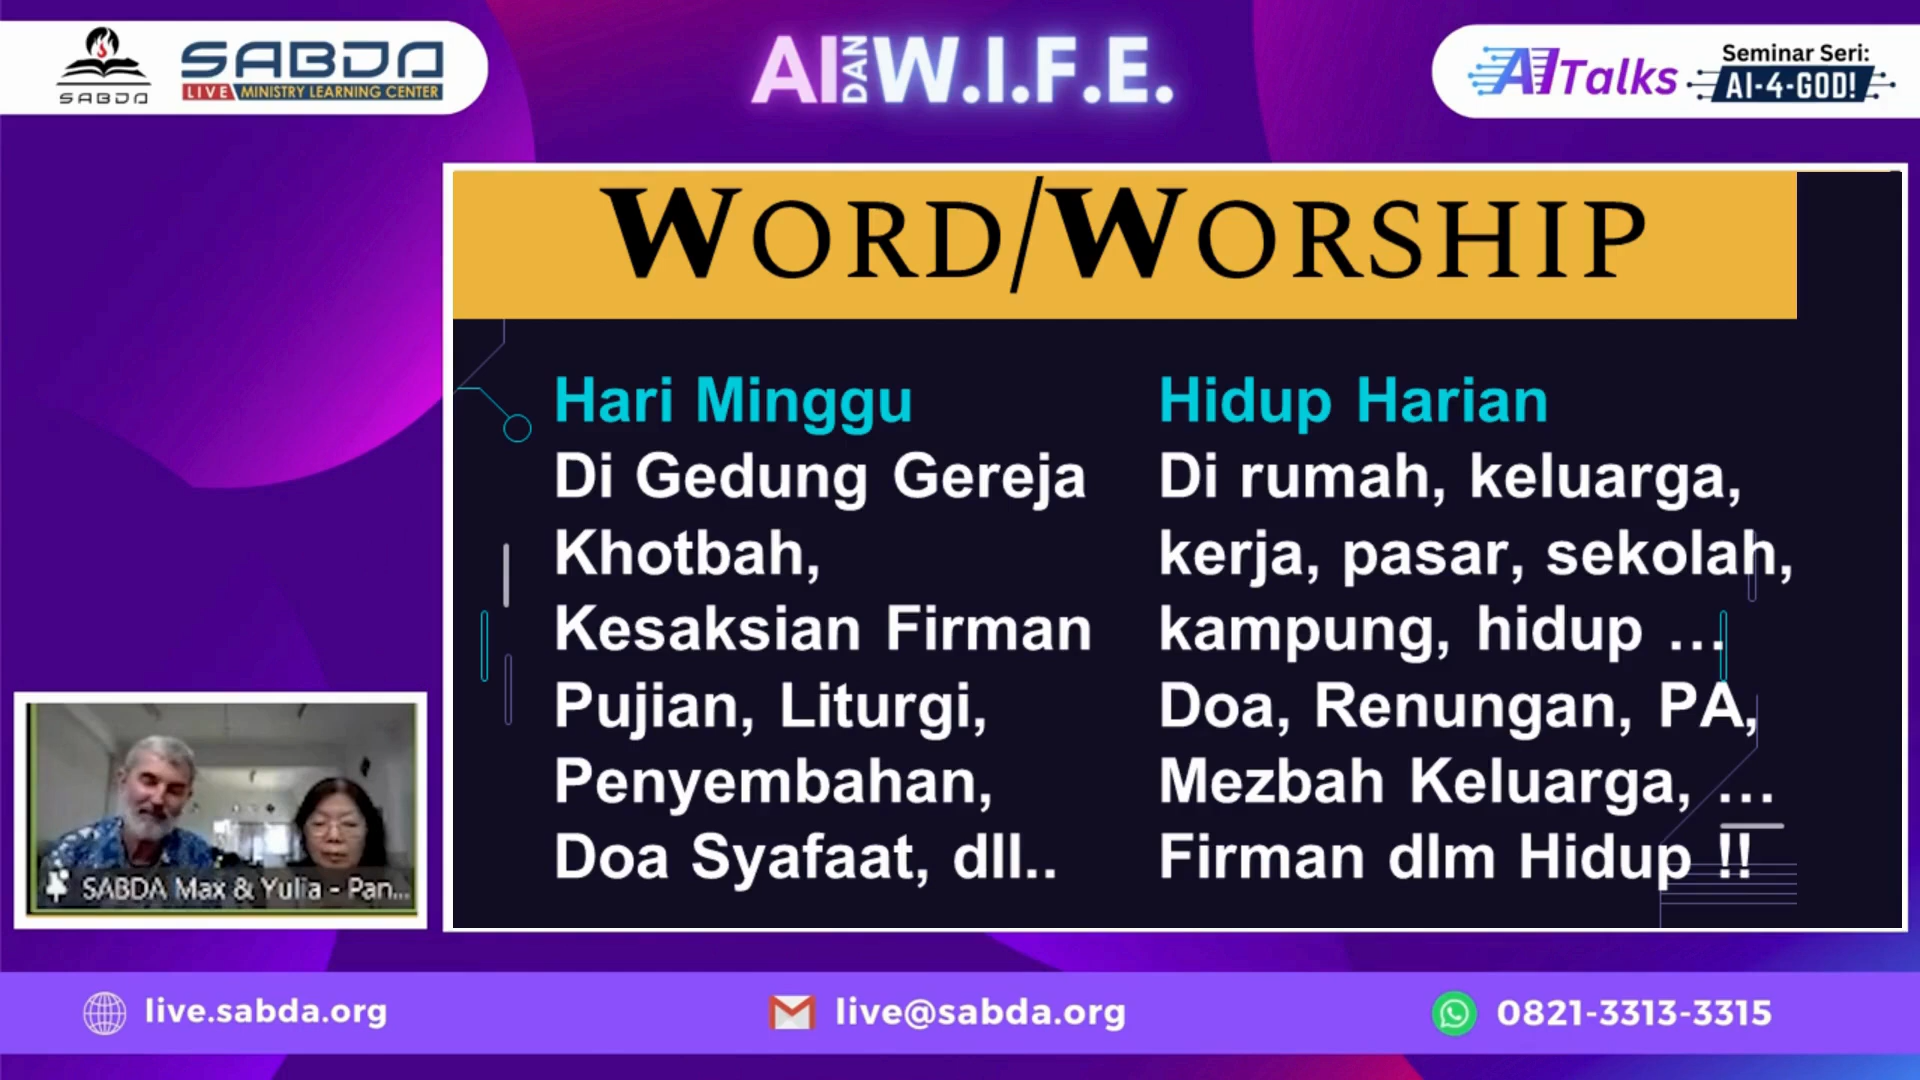 SABDA
SABDA
LIVE MINISTRY LEARNING CENTER
AI DAN W.I.F.E.
AI Talks
Seminar Seri:
AI-4-GOD!
WORD/WORSHIP
Hari Minggu
Di Gedung Gereja
Khotbah,
Kesaksian Firman
Pujian, Liturgi,
Penyembahan,
Doa Syafaat, dll..
Hidup Harian
Di rumah, keluarga,
kerja, pasar, sekolah,
kampung, hidup ...
Doa, Renungan, PA,
Mezbah Keluarga, ...
Firman dlm Hidup !!
SABDA Max & Yulia - Pan...
live.sabda.org
live@sabda.org
0821-3313-3315